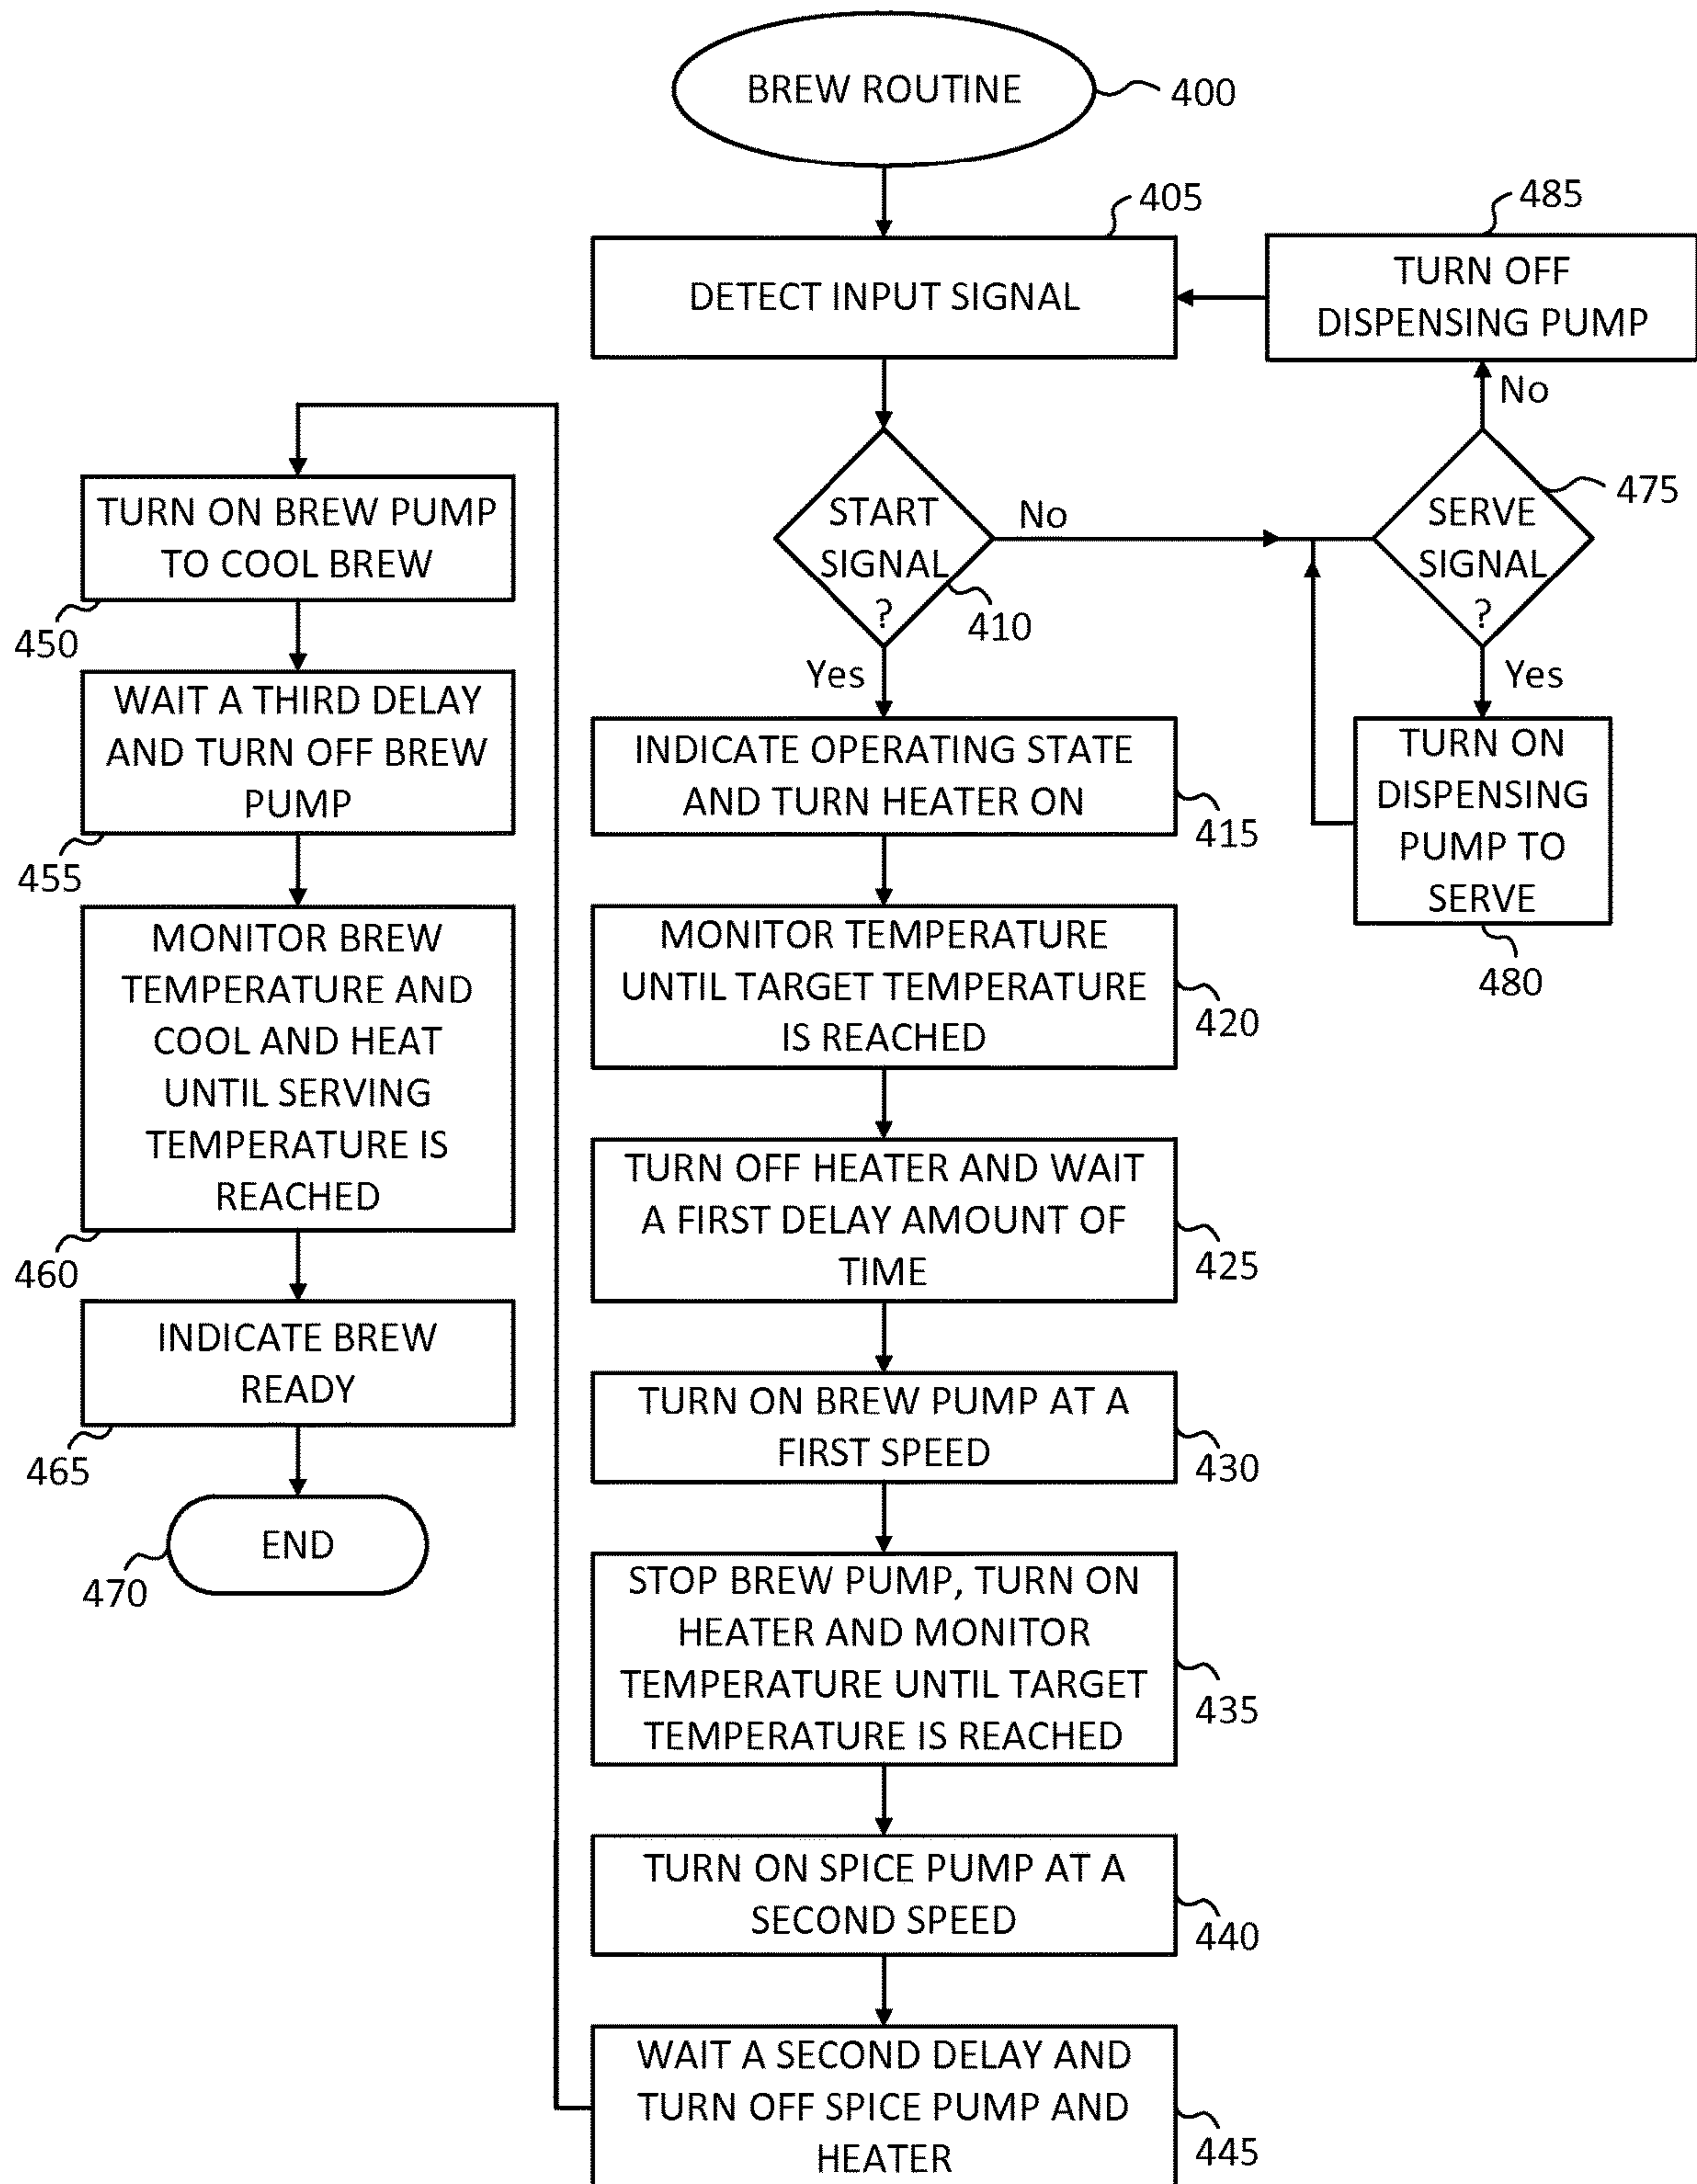 BREW ROUTINE
400
405
DETECT INPUT SIGNAL
485
TURN OFF
DISPENSING PUMP
No
START
SIGNAL
?
410
No
Yes
SERVE
SIGNAL
?
475
Yes
TURN ON
DISPENSING
PUMP TO
SERVE
480
INDICATE OPERATING STATE
AND TURN HEATER ON
415
MONITOR TEMPERATURE
UNTIL TARGET TEMPERATURE
IS REACHED
420
TURN OFF HEATER AND WAIT
A FIRST DELAY AMOUNT OF
TIME
425
TURN ON BREW PUMP AT A
FIRST SPEED
430
STOP BREW PUMP, TURN ON
HEATER AND MONITOR
TEMPERATURE UNTIL TARGET
TEMPERATURE IS REACHED
435
TURN ON SPICE PUMP AT A
SECOND SPEED
440
WAIT A SECOND DELAY AND
TURN OFF SPICE PUMP AND
HEATER
445
TURN ON BREW PUMP
TO COOL BREW
450
WAIT A THIRD DELAY
AND TURN OFF BREW
PUMP
455
MONITOR BREW
TEMPERATURE AND
COOL AND HEAT
UNTIL SERVING
TEMPERATURE IS
REACHED
460
INDICATE BREW
READY
465
END
470